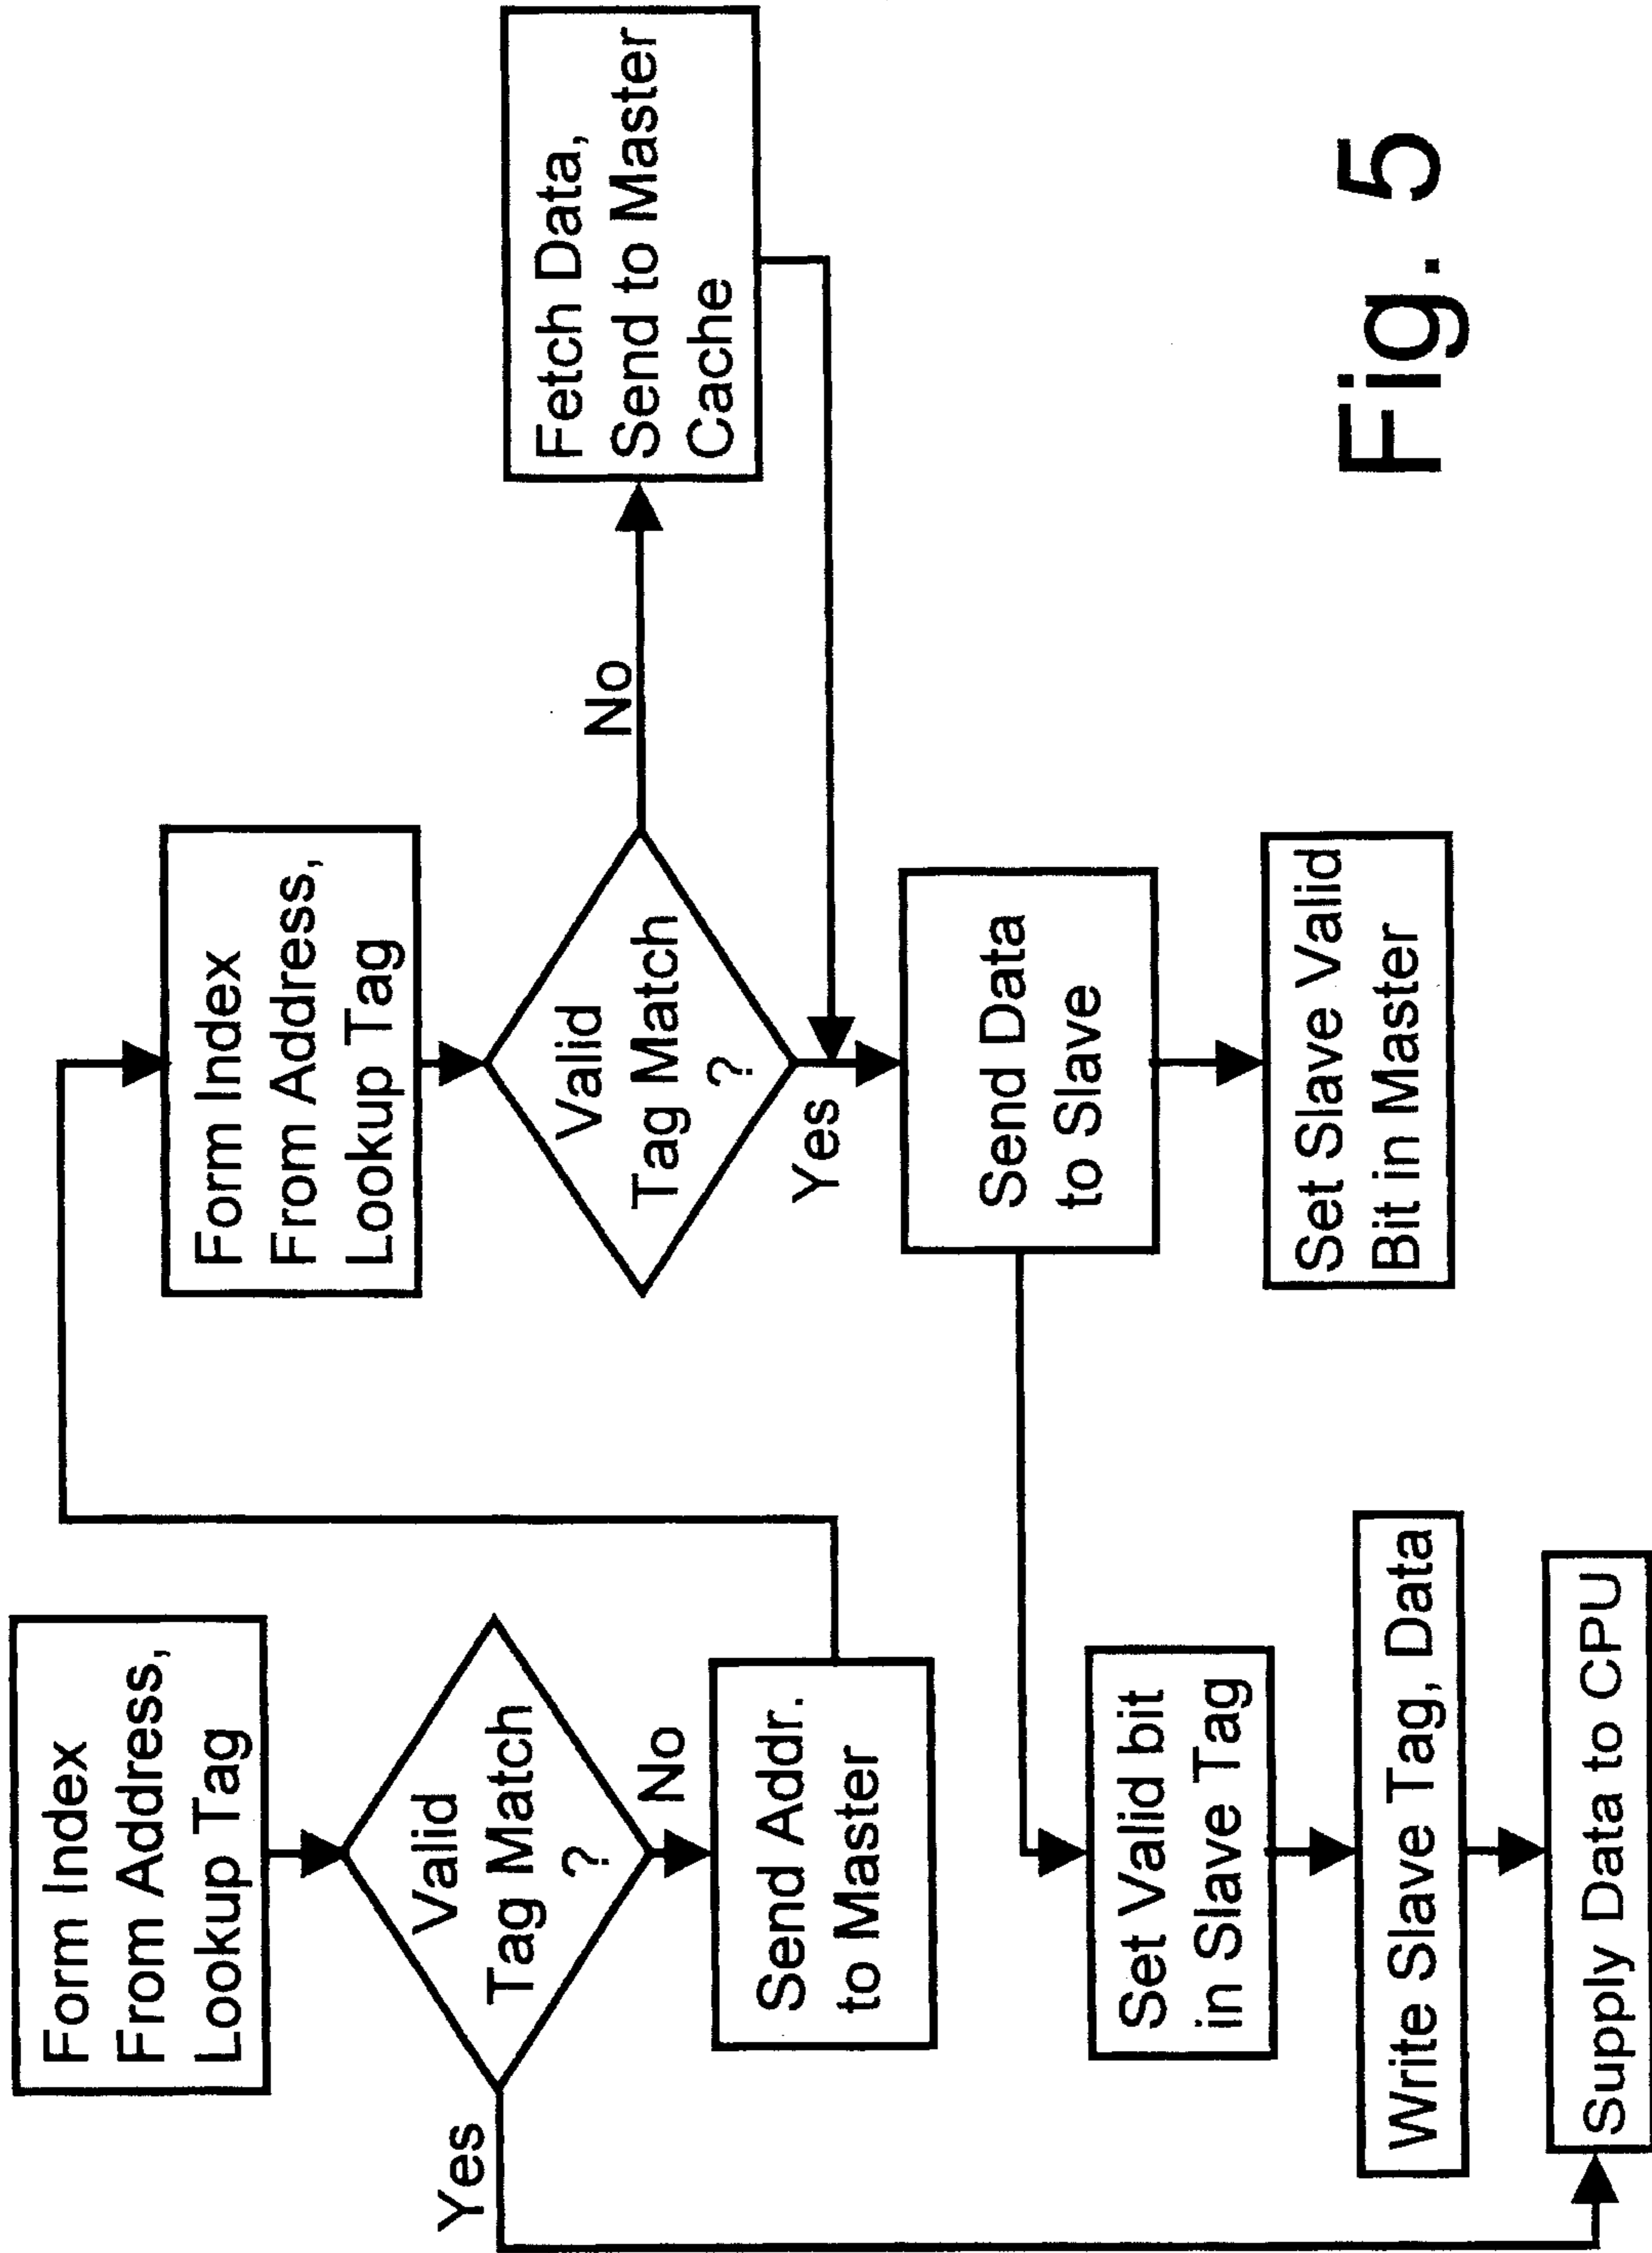 Form Index
From Address,
Lookup Tag
Valid
Tag Match
?
Yes
No
Send Addr.
to Master
Form Index
From Address,
Lookup Tag
Valid
Tag Match
?
No
Yes
Fetch Data,
Send to Master
Cache
Send Data
to Slave
Set Slave Valid
Bit in Master
Set Valid bit
in Slave Tag
Write Slave Tag, Data
Supply Data to CPU
Fig. 5